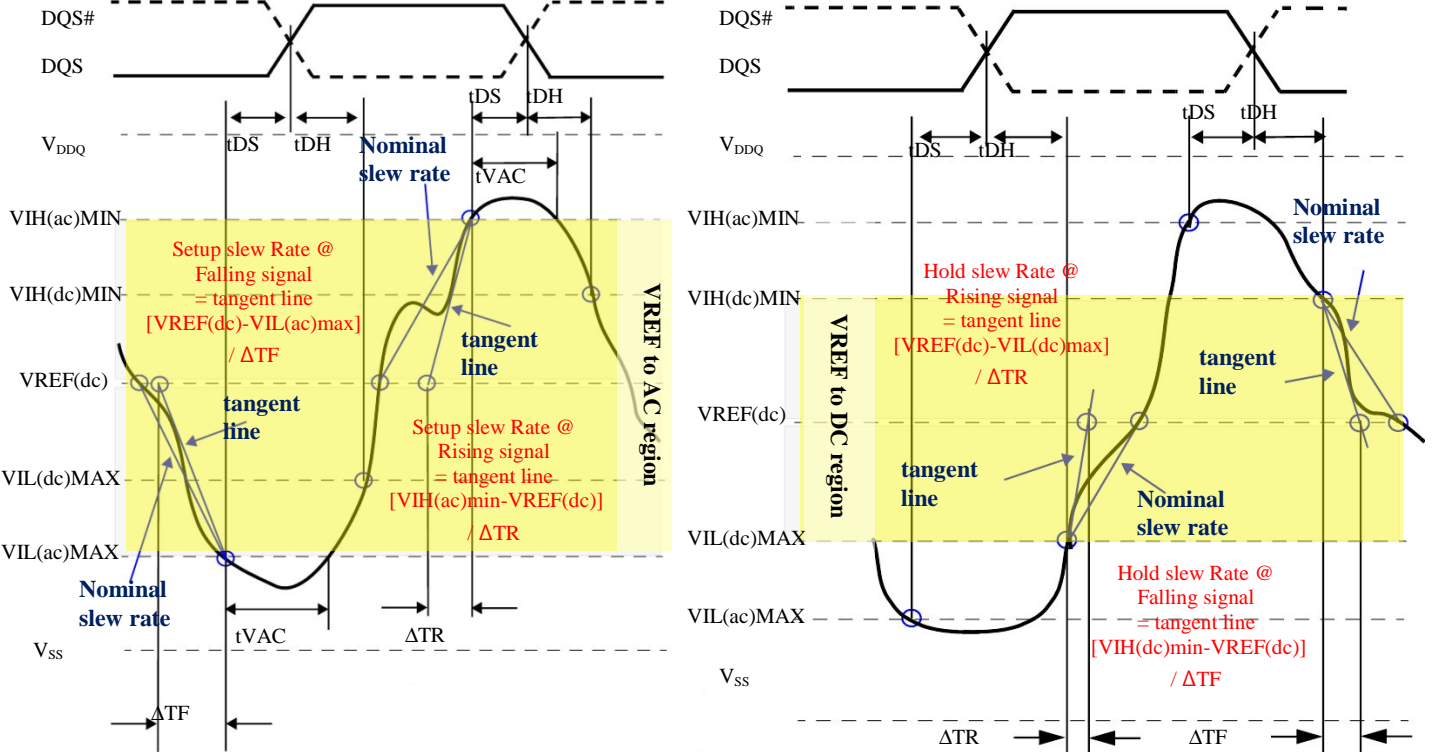 DQS#
DQS
tDS
tDH
tDS
tDH
V_DDQ
Nominal
slew rate
tVAC
VIH(ac)MIN
Setup slew Rate @
Falling signal
= tangent line
[VREF(dc)-VIL(ac)max]
/ ΔTF
VIH(dc)MIN
tangent
line
VREF to AC region
VREF(dc)
tangent
line
Setup slew Rate @
Rising signal
= tangent line
[VIH(ac)min-VREF(dc)]
/ ΔTR
VIL(dc)MAX
VIL(ac)MAX
Nominal
slew rate
tVAC
ΔTR
V_SS
ΔTF
DQS#
DQS
tDS
tDH
tDS
tDH
V_DDQ
VIH(ac)MIN
Nominal
slew rate
Hold slew Rate @
Rising signal
= tangent line
[VREF(dc)-VIL(dc)max]
/ ΔTR
VIH(dc)MIN
VREF to DC region
tangent
line
VREF(dc)
tangent
line
Nominal
slew rate
VIL(dc)MAX
Hold slew Rate @
Falling signal
= tangent line
[VIH(dc)min-VREF(dc)]
/ ΔTF
VIL(ac)MAX
V_SS
ΔTR
ΔTF